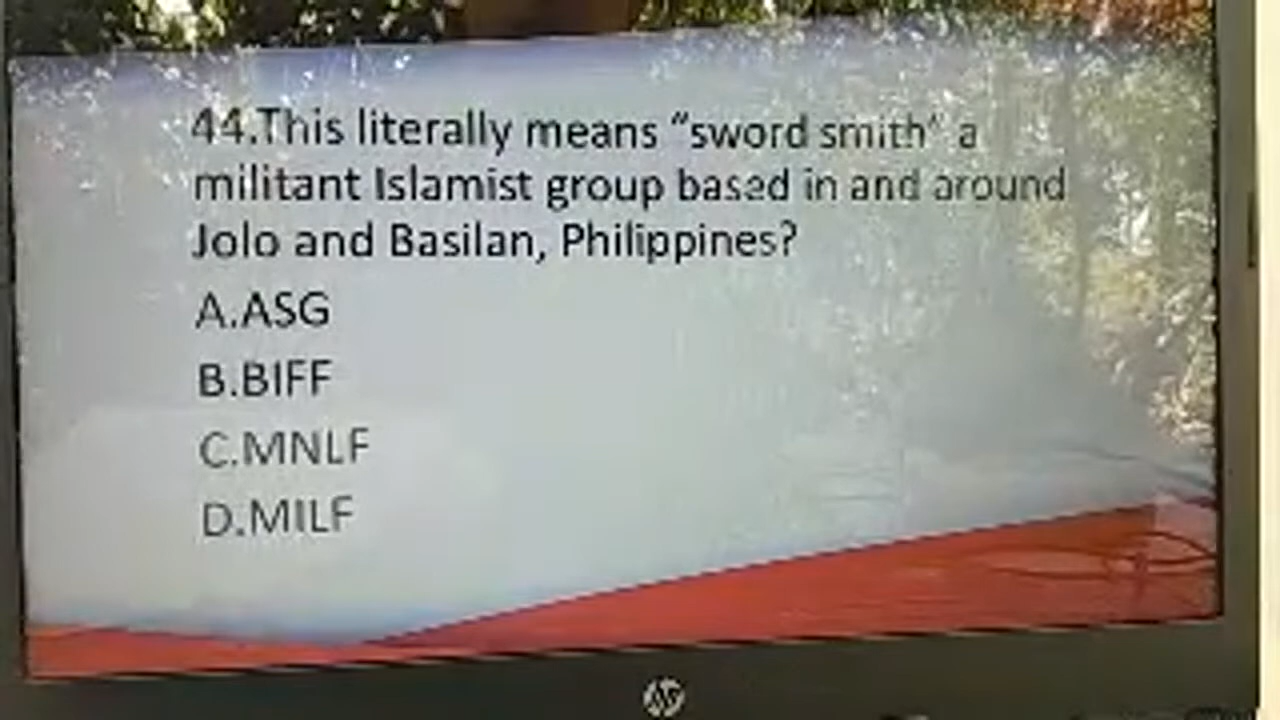 44.This literally means “sword smith” a
militant Islamist group based in and around
Jolo and Basilan, Philippines?
A.ASG
B.BIFF
C.MNLF
D.MILF
hp